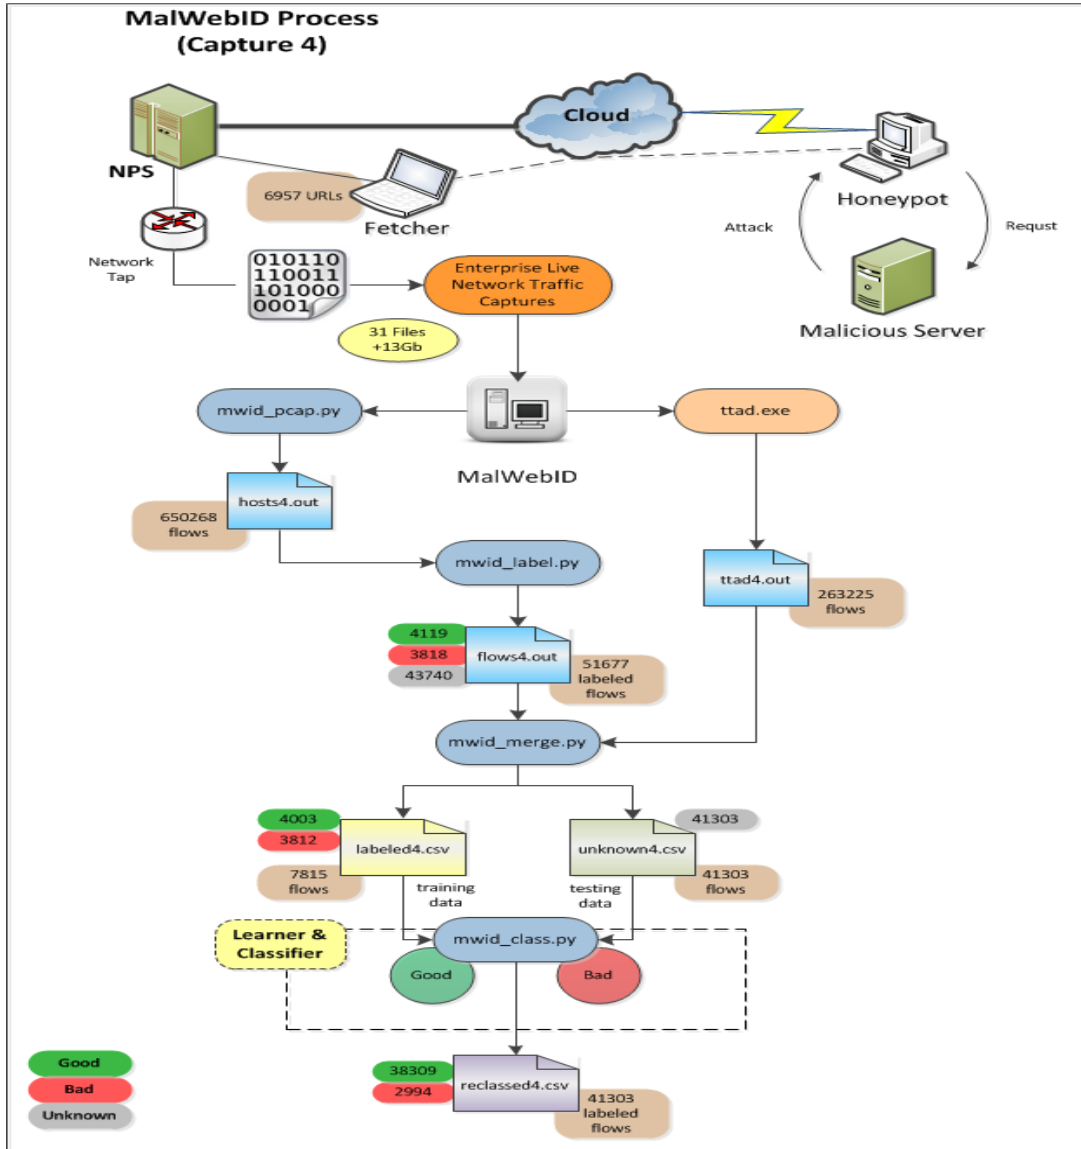 MalWebID Process
(Capture 4)
Cloud
NPS
6957 URLs
Fetcher
Honeypot
Attack
Requst
Network
Tap
010110
110011
101000
0001
Enterprise Live
Network Traffic
Captures
31 Files
+13Gb
Malicious Server
mwid_pcap.py
ttad.exe
MalWebID
hosts4.out
650268
flows
mwid_label.py
ttad4.out
263225
flows
4119
3818
43740
flows4.out
51677
labeled
flows
mwid_merge.py
4003
3812
labeled4.csv
7815
flows
training
data
41303
unknown4.csv
41303
flows
testing
data
Learner &
Classifier
mwid_class.py
Good
Bad
38309
2994
reclassed4.csv
41303
labeled
flows
Good
Bad
Unknown